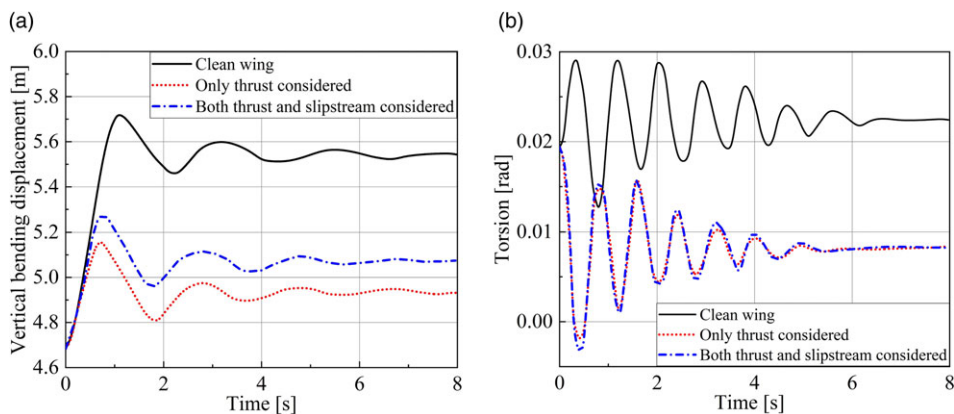 (a)
6.0
5.8
5.6
5.4
5.2
5.0
4.8
4.6
Vertical bending displacement [m]
Clean wing
Only thrust considered
Both thrust and slipstream considered
0
2
4
6
8
Time [s]
(b)
0.03
0.02
0.01
0.00
Torsion [rad]
Clean wing
Only thrust considered
Both thrust and slipstream considered
0
2
4
6
8
Time [s]